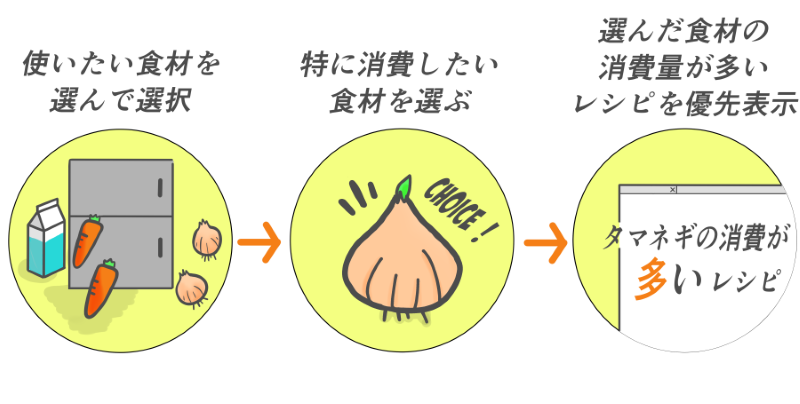 使いたい食材を
選んで選択
特に消費したい
食材を選ぶ
選んだ食材の
消費量が多い
レシピを優先表示
CHOICE!
タマネギの消費が
多いレシピ